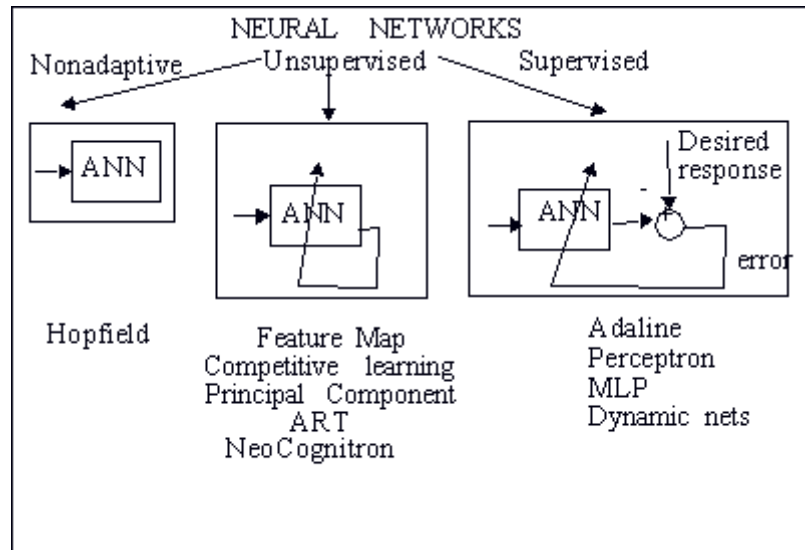 NEURAL NETWORKS
Nonadaptive Unsupervised Supervised
ANN
ANN
ANN
Desired
response
-
+
error
Hopfield
Feature Map
Competitive learning
Principal Component
ART
NeoCognitron
Adaline
Perceptron
MLP
Dynamic nets